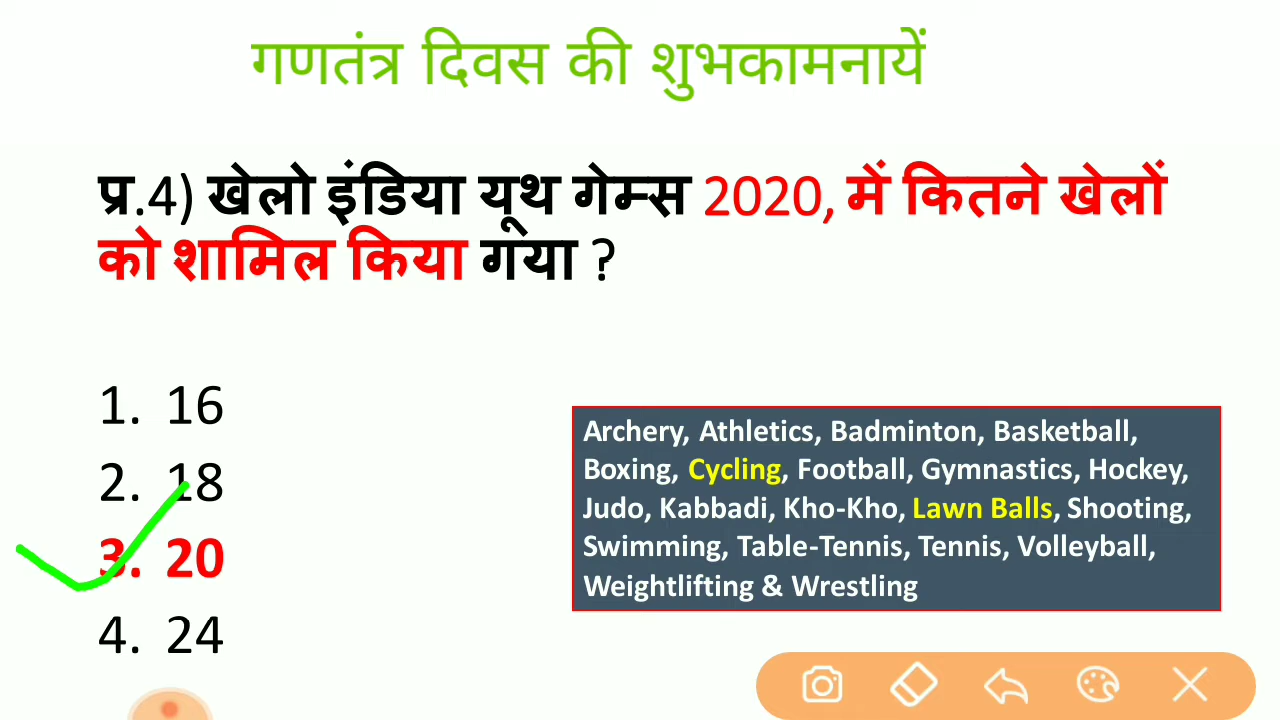 गणतंत्र दिवस की शुभकामनायें
प्र.4) खेलो इंडिया यूथ गेम्स 2020, में कितने खेलों
को शामिल किया गया ?
1. 16
2. 18
3. 20
4. 24
Archery, Athletics, Badminton, Basketball,
Boxing, Cycling, Football, Gymnastics, Hockey,
Judo, Kabbadi, Kho-Kho, Lawn Balls, Shooting,
Swimming, Table-Tennis, Tennis, Volleyball,
Weightlifting & Wrestling